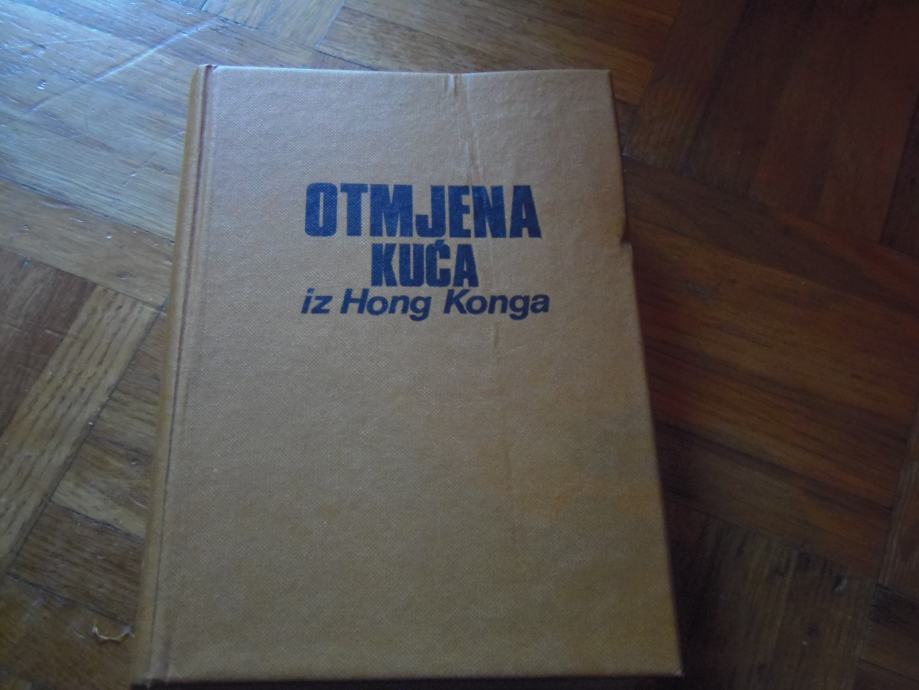 OTMJENA
KUĆA
iz Hong Konga